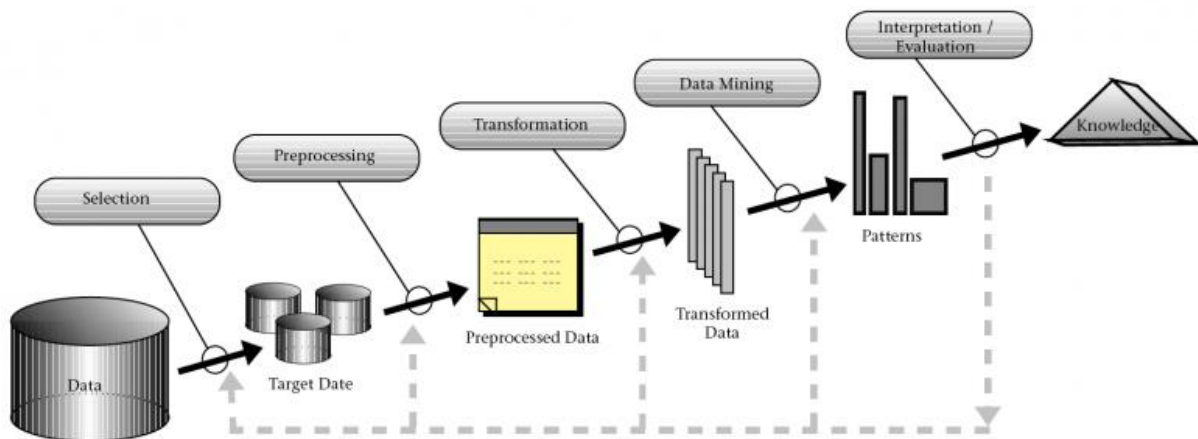 Interpretation /
Evaluation
Data Mining
Transformation
Preprocessing
Selection
Data
Target Date
Preprocessed Data
Transformed
Data
Patterns
Knowledge